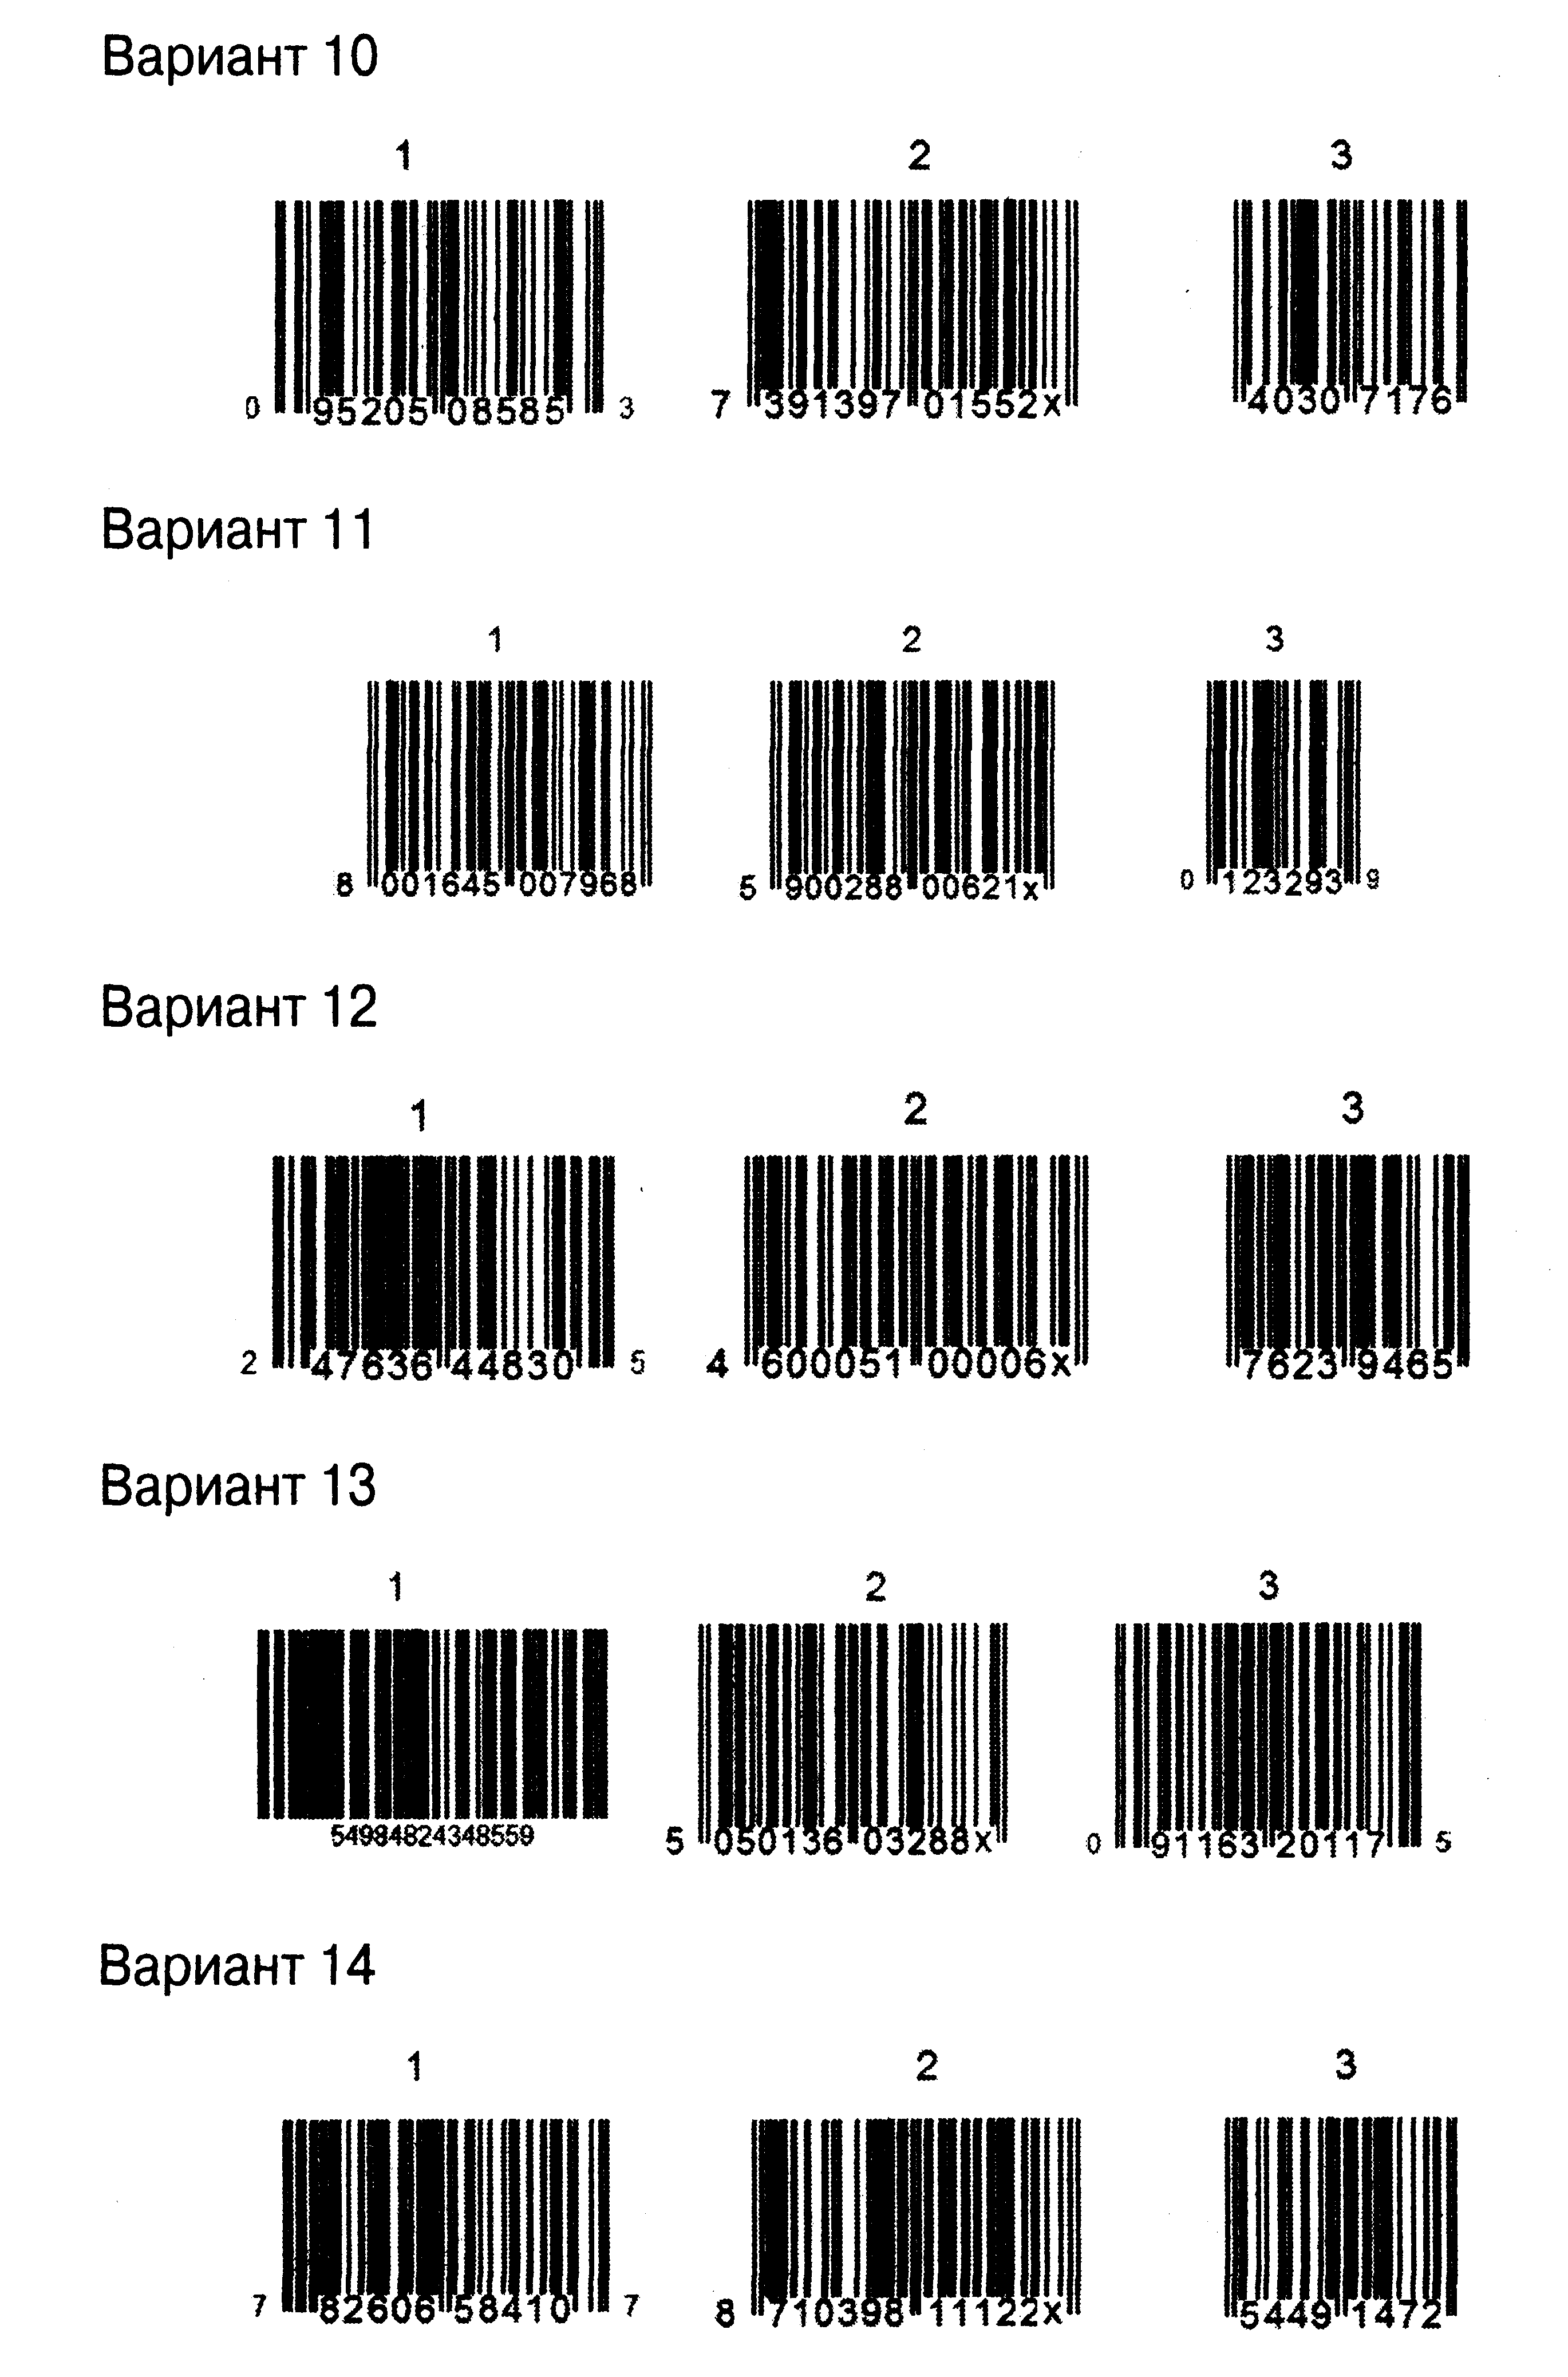 Вариант 10
1 2 3
0 95205 08585 3 7 391397 01552x 4030 7176
Вариант 11
1 2 3
8 001645 007968 5 900288 00621x 0 123293 9
Вариант 12
1 2 3
2 47636 44830 5 4 600051 00006x 7623 9465
Вариант 13
1 2 3
54984824348559 5 050136 03288x 0 91163 20117 5
Вариант 14
1 2 3
7 82606 58410 7 8 710398 11122x 5449 1472